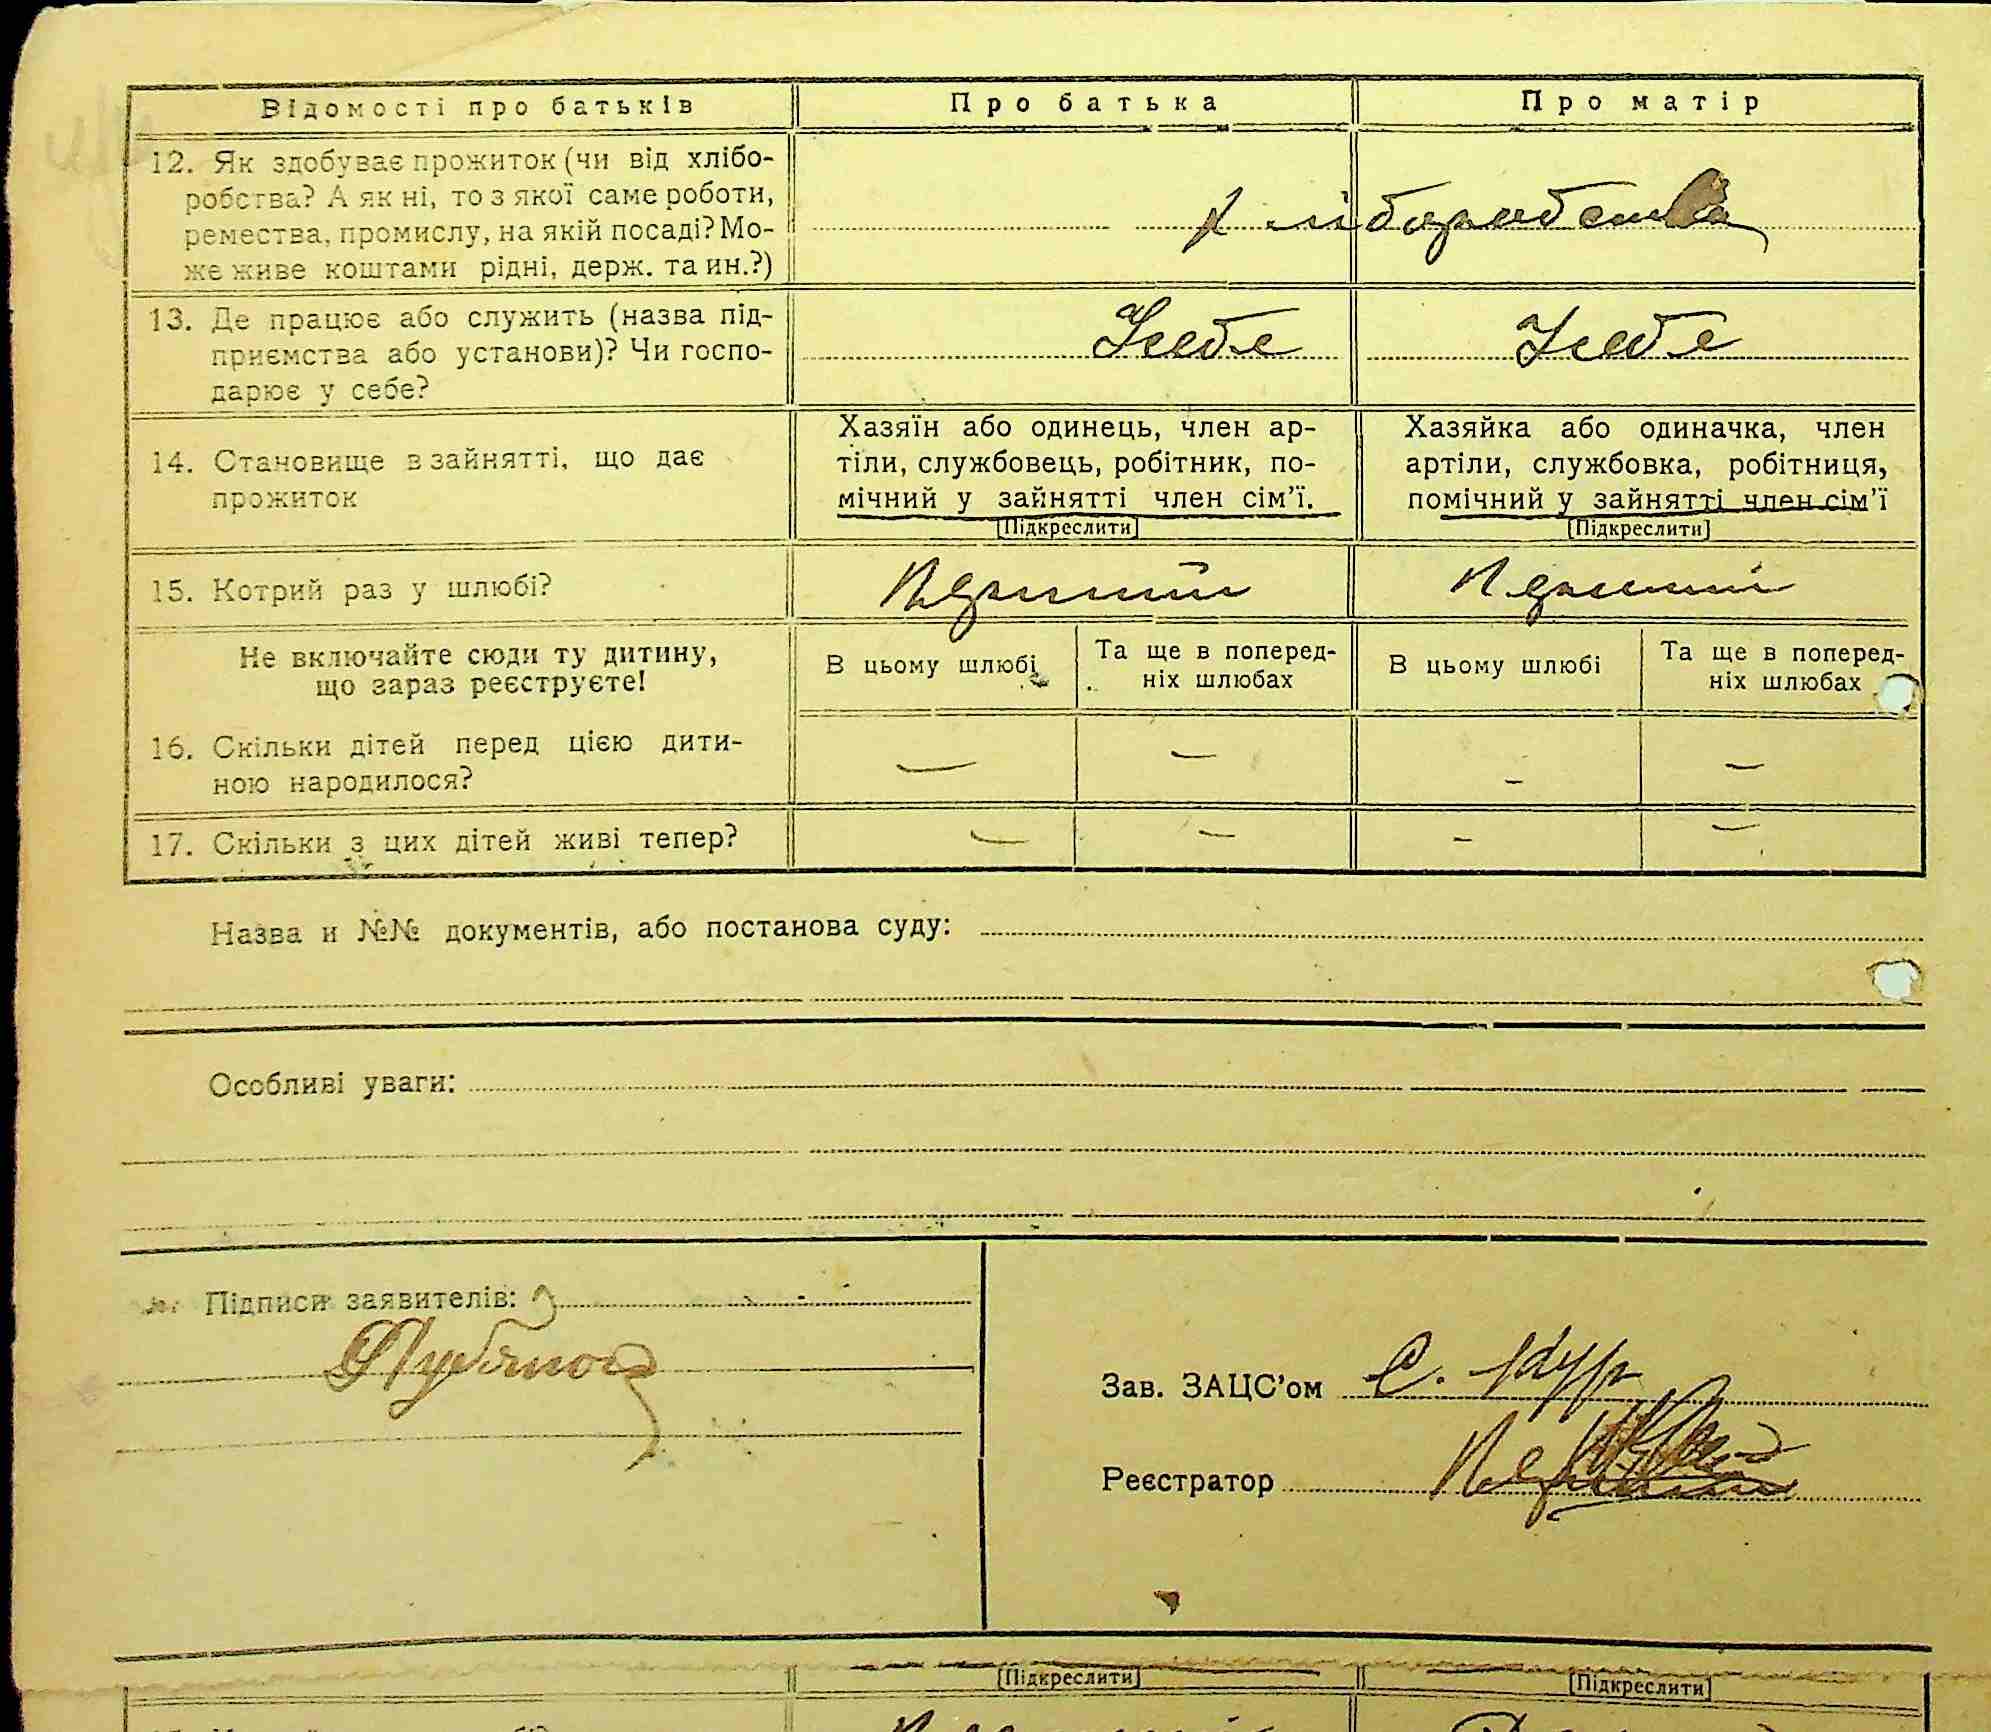 Відомості про батьків
Про батька
Про матір
12. Як здобуває прожиток (чи від хлібо-
робства? А як ні, то з якої саме роботи,
ремества, промислу, на якій посаді? Мо-
же живе коштами рідні, держ. та ин.?)
хліборобства
13. Де працює або служить (назва під-
приємства або установи)? Чи госпо-
дарює у себе?
Усебе
Усебе
14. Становище в зайнятті, що дає
прожиток
Хазяїн або одинець, член ар-
тіли, службовець, робітник, по-
мічний у зайнятті член сім'ї.
[Підкреслити]
Хазяйка або одиначка, член
артіли, службовка, робітниця,
помічний у зайнятті член сім'ї
[Підкреслити]
15. Котрий раз у шлюбі?
Перший
Перший
Не включайте сюди ту дитину,
що зараз реєструєте!
В цьому шлюбі
Та ще в поперед-
ніх шлюбах
В цьому шлюбі
Та ще в поперед-
ніх шлюбах
16. Скільки дітей перед цією дити-
ною народилося?
— — — —
17. Скільки з цих дітей живі тепер?
— — — —
Назва и №№ документів, або постанова суду:
Особливі уваги:
Підписи заявителів:
Зав. ЗАЦС'ом С.
Реєстратор
[Підкреслити]
[Підкреслити]